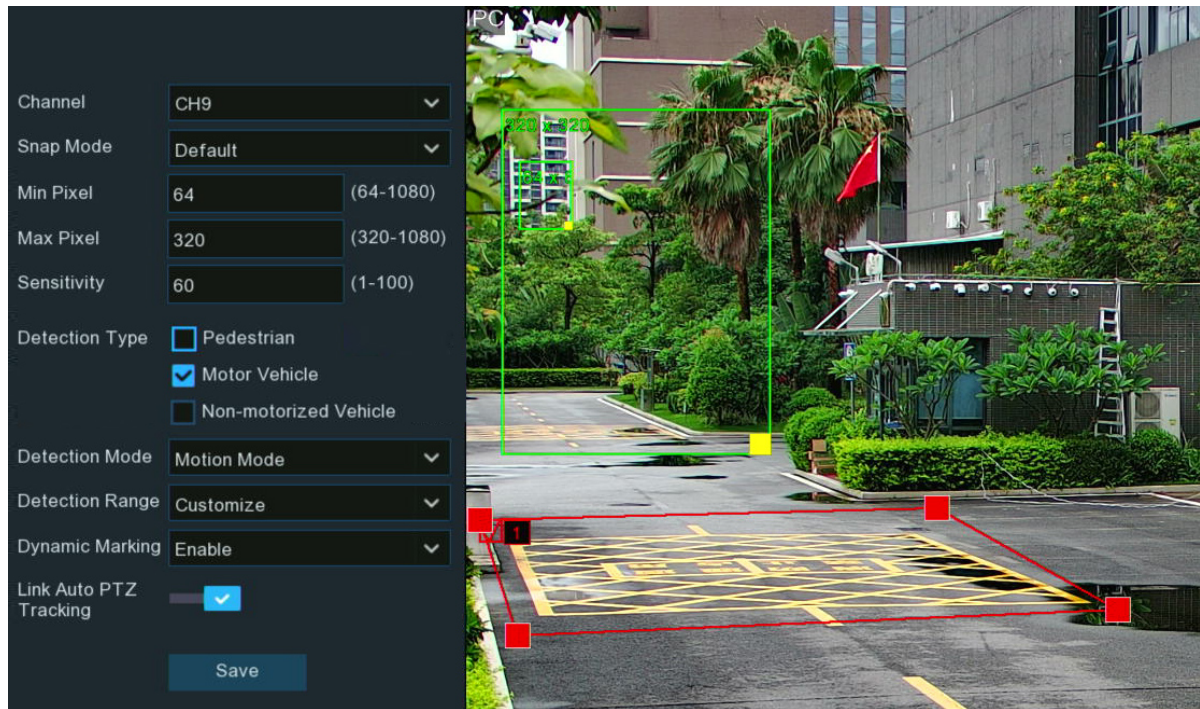 IPC
Channel CH9
Snap Mode Default
Min Pixel 64 (64-1080)
Max Pixel 320 (320-1080)
Sensitivity 60 (1-100)
Detection Type Pedestrian
Motor Vehicle
Non-motorized Vehicle
Detection Mode Motion Mode
Detection Range Customize
Dynamic Marking Enable
Link Auto PTZ
Tracking
Save
320 x 320
64 x
1